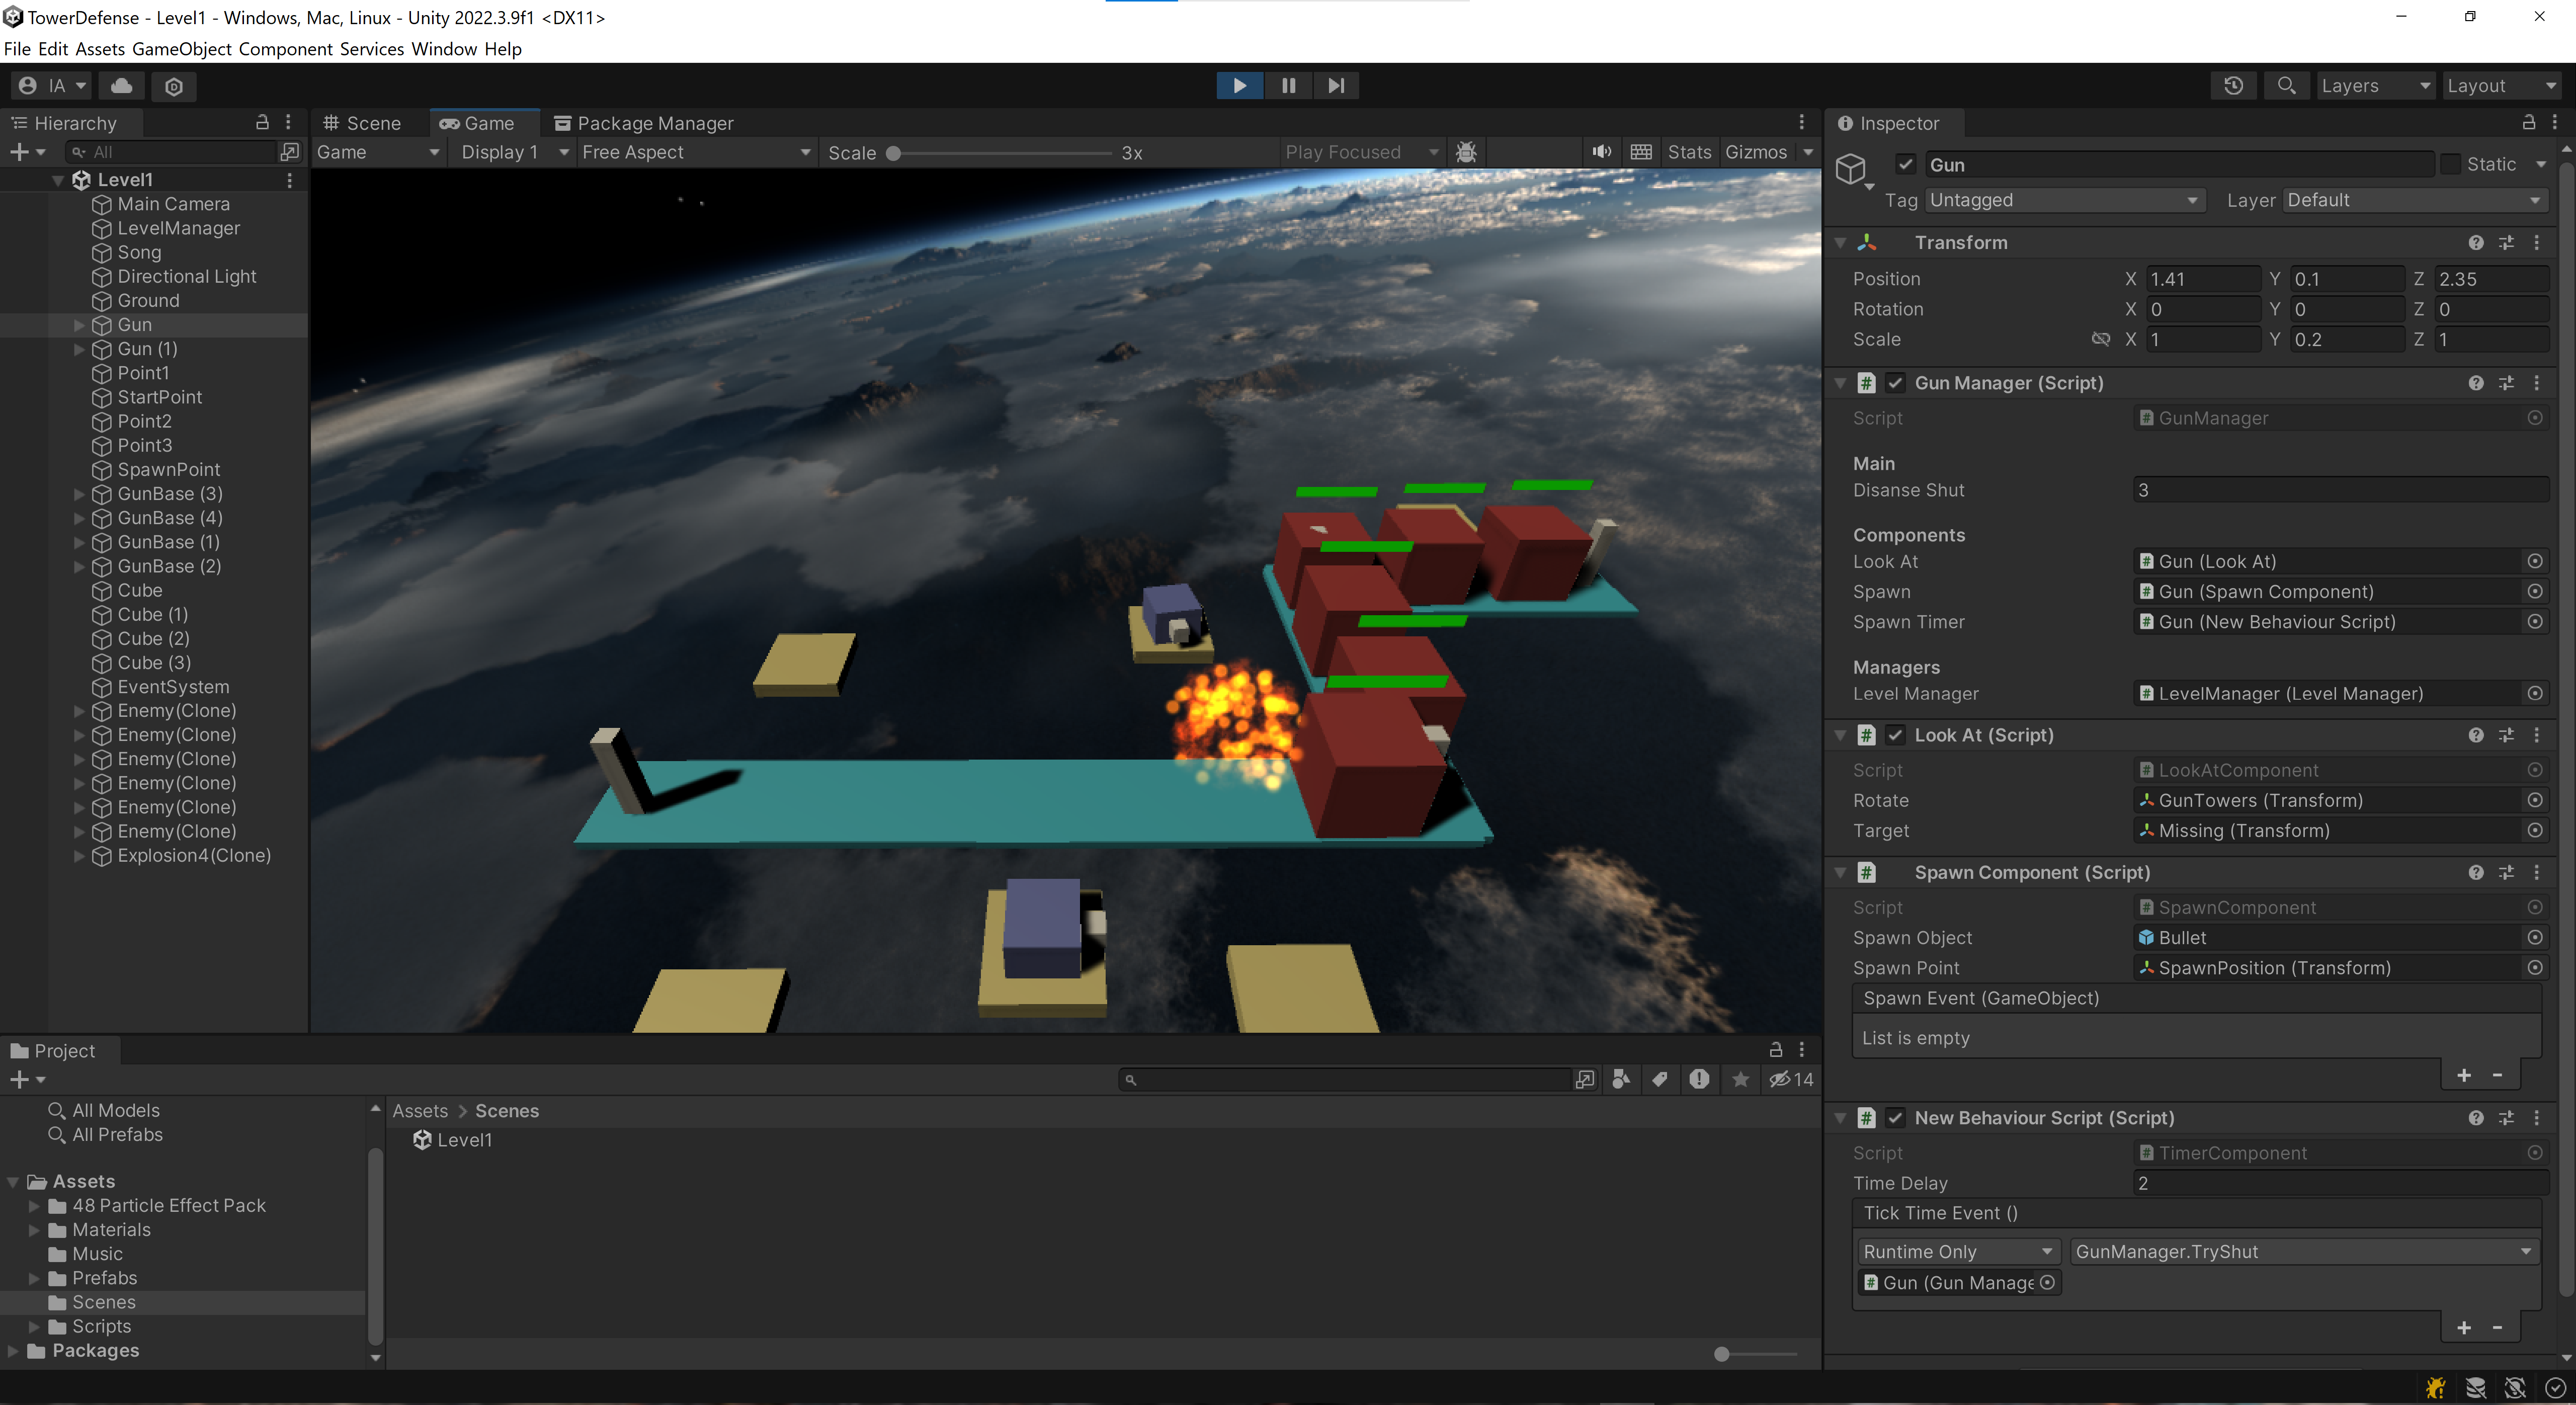 TowerDefense - Level1 - Windows, Mac, Linux - Unity 2022.3.9f1 <DX11>
File Edit Assets GameObject Component Services Window Help
IA
Layers
Layout
Hierarchy
All
Level1
Main Camera
LevelManager
Song
Directional Light
Ground
Gun
Gun (1)
Point1
StartPoint
Point2
Point3
SpawnPoint
GunBase (3)
GunBase (4)
GunBase (1)
GunBase (2)
Cube
Cube (1)
Cube (2)
Cube (3)
EventSystem
Enemy(Clone)
Enemy(Clone)
Enemy(Clone)
Enemy(Clone)
Enemy(Clone)
Enemy(Clone)
Explosion4(Clone)
Scene Game Package Manager
Game Display 1 Free Aspect Scale 3x Play Focused Stats Gizmos
Inspector
Gun Static
Tag Untagged Layer Default
Transform
Position X 1.41 Y 0.1 Z 2.35
Rotation X 0 Y 0 Z 0
Scale X 1 Y 0.2 Z 1
Gun Manager (Script)
Script GunManager
Main
Disanse Shut 3
Components
Look At Gun (Look At)
Spawn Gun (Spawn Component)
Spawn Timer Gun (New Behaviour Script)
Managers
Level Manager LevelManager (Level Manager)
Look At (Script)
Script LookAtComponent
Rotate GunTowers (Transform)
Target Missing (Transform)
Spawn Component (Script)
Script SpawnComponent
Spawn Object Bullet
Spawn Point SpawnPosition (Transform)
Spawn Event (GameObject)
List is empty
New Behaviour Script (Script)
Script TimerComponent
Time Delay 2
Tick Time Event ()
Runtime Only GunManager.TryShut
Gun (Gun Manage
Project
14
All Models
All Prefabs
Assets
48 Particle Effect Pack
Materials
Music
Prefabs
Scenes
Scripts
Packages
Assets > Scenes
Level1